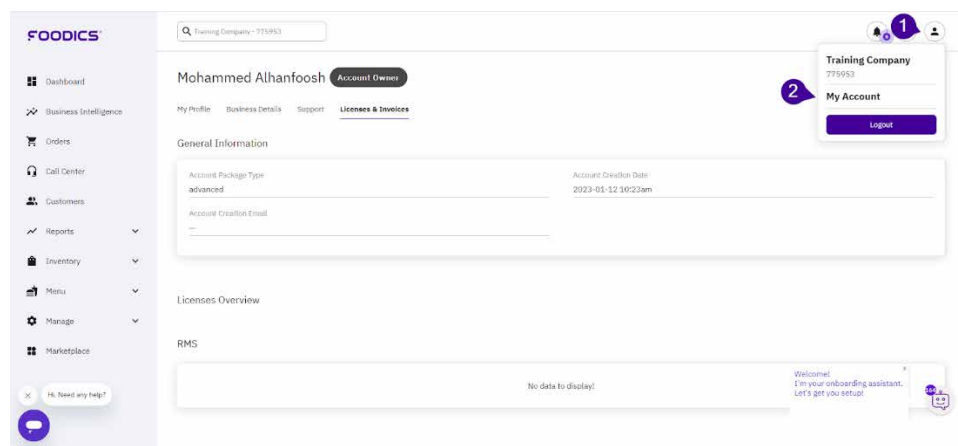 FOODICS
Training Company - 775953
1
Training Company
775953
2
My Account
Logout
Mohammed Alhanfoosh Account Owner
My Profile Business Details Support Licenses & Invoices
General Information
Account Package Type Account Creation Date
advanced 2023-01-12 10:23am
Account Creation Email
—
Dashboard
Business Intelligence
Orders
Call Center
Customers
Reports
Inventory
Menu
Manage
Marketplace
Licenses Overview
RMS
No data to display!
x
Welcome!
I'm your onboarding assistant.
Let's get you setup!
Hi. Need any help?